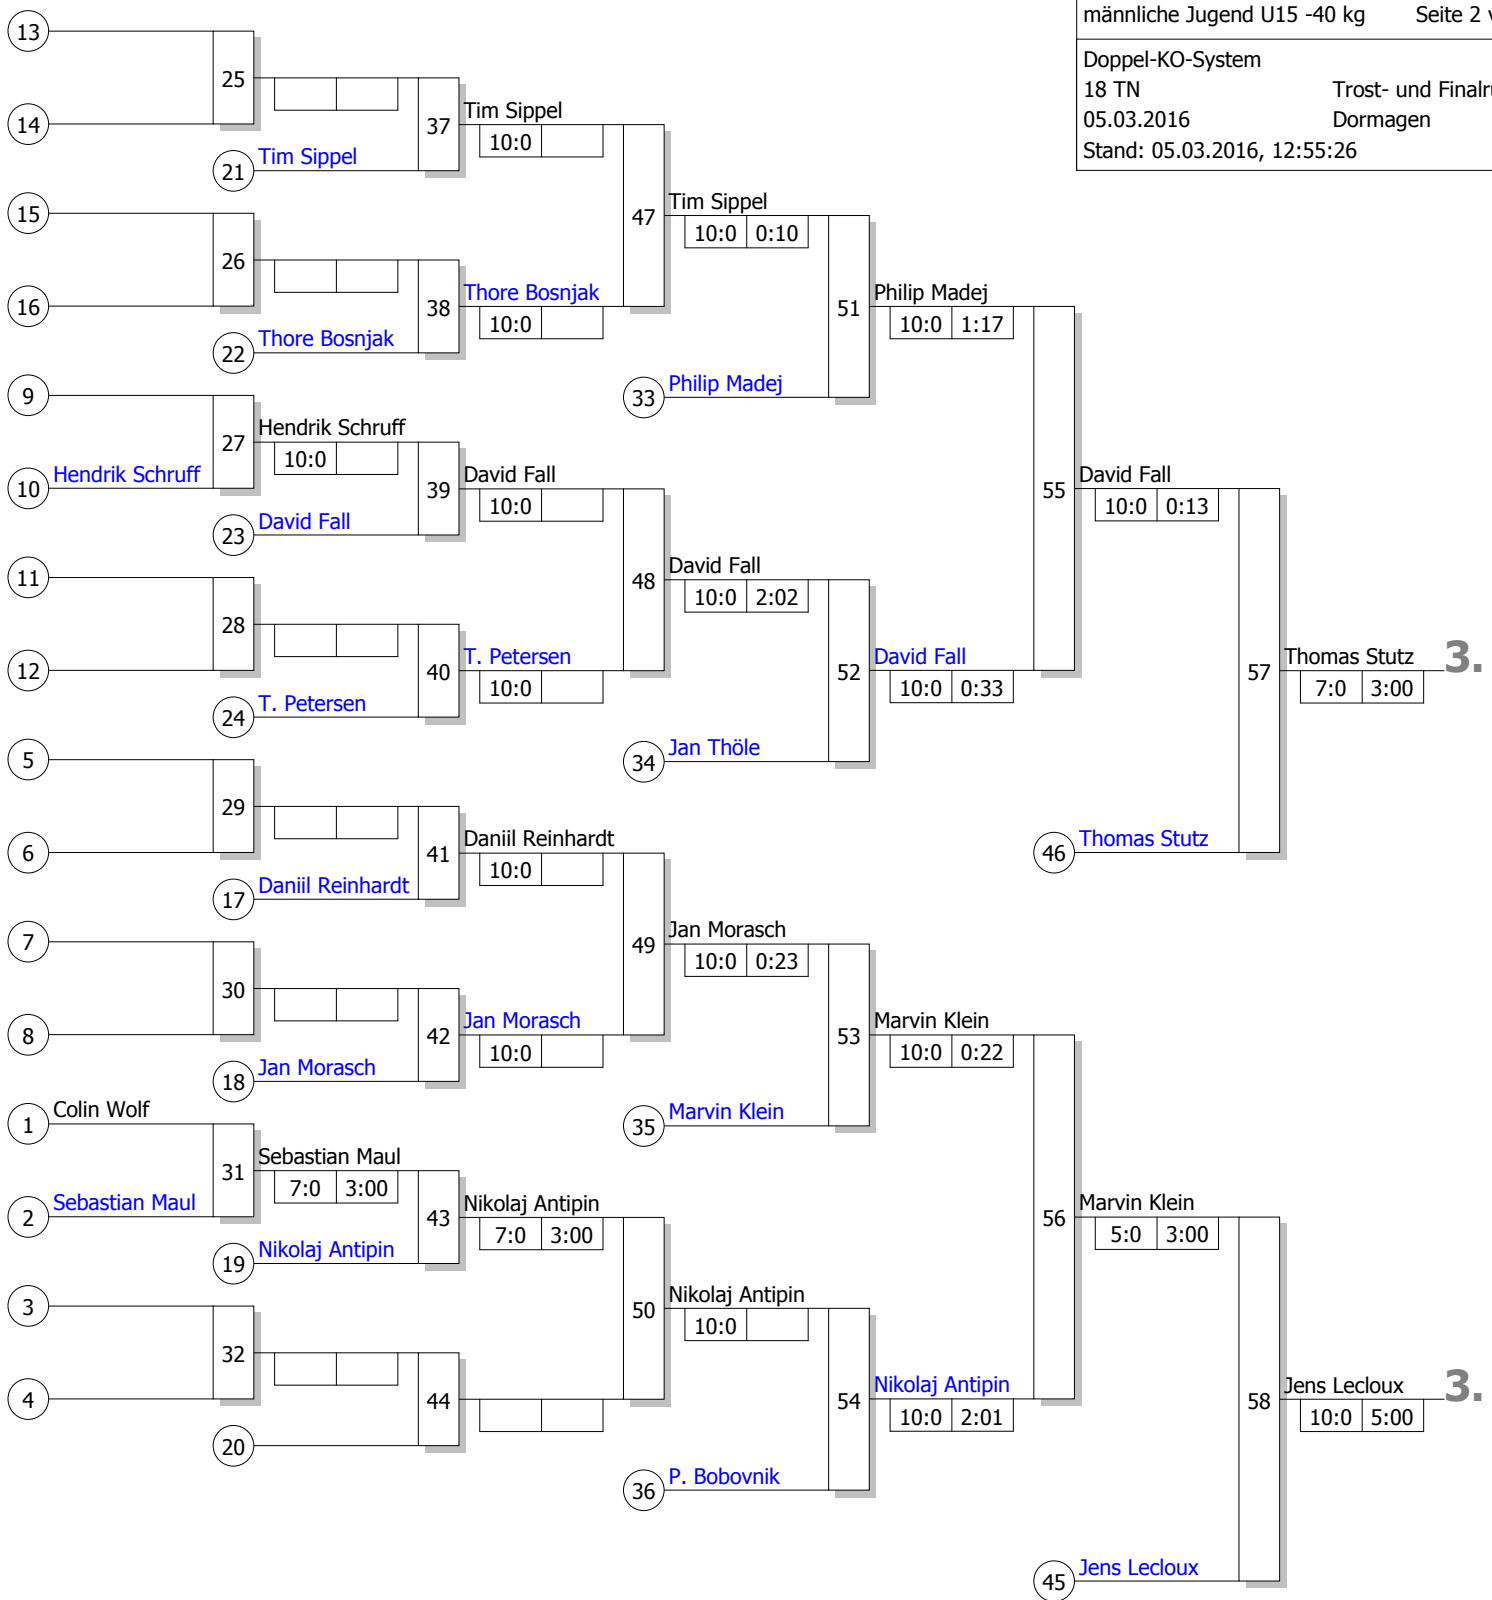 männliche Jugend U15 -40 kg Seite 2 v
Doppel-KO-System
18 TN Trost- und Finalru
05.03.2016 Dormagen
Stand: 05.03.2016, 12:55:26
13
25
14
37
Tim Sippel
10:0
21 Tim Sippel
15
47
Tim Sippel
10:0 0:10
26
16
38
Thore Bosnjak
10:0
22 Thore Bosnjak
51
Philip Madej
10:0 1:17
33 Philip Madej
9
27
Hendrik Schruff
10:0
10 Hendrik Schruff
39
David Fall
10:0
23 David Fall
55
David Fall
10:0 0:13
11
48
David Fall
10:0 2:02
28
12
40
T. Petersen
10:0
24 T. Petersen
52
David Fall
10:0 0:33
34 Jan Thöle
57
Thomas Stutz
7:0 3:00
3.
5
29
6
41
Daniil Reinhardt
10:0
17 Daniil Reinhardt
46 Thomas Stutz
7
49
Jan Morasch
10:0 0:23
30
8
42
Jan Morasch
10:0
18 Jan Morasch
53
Marvin Klein
10:0 0:22
35 Marvin Klein
1 Colin Wolf
31
Sebastian Maul
7:0 3:00
2 Sebastian Maul
43
Nikolaj Antipin
7:0 3:00
19 Nikolaj Antipin
56
Marvin Klein
5:0 3:00
3
50
Nikolaj Antipin
10:0
32
4
44
20
54
Nikolaj Antipin
10:0 2:01
36 P. Bobovnik
58
Jens Lecloux
10:0 5:00
3.
45 Jens Lecloux